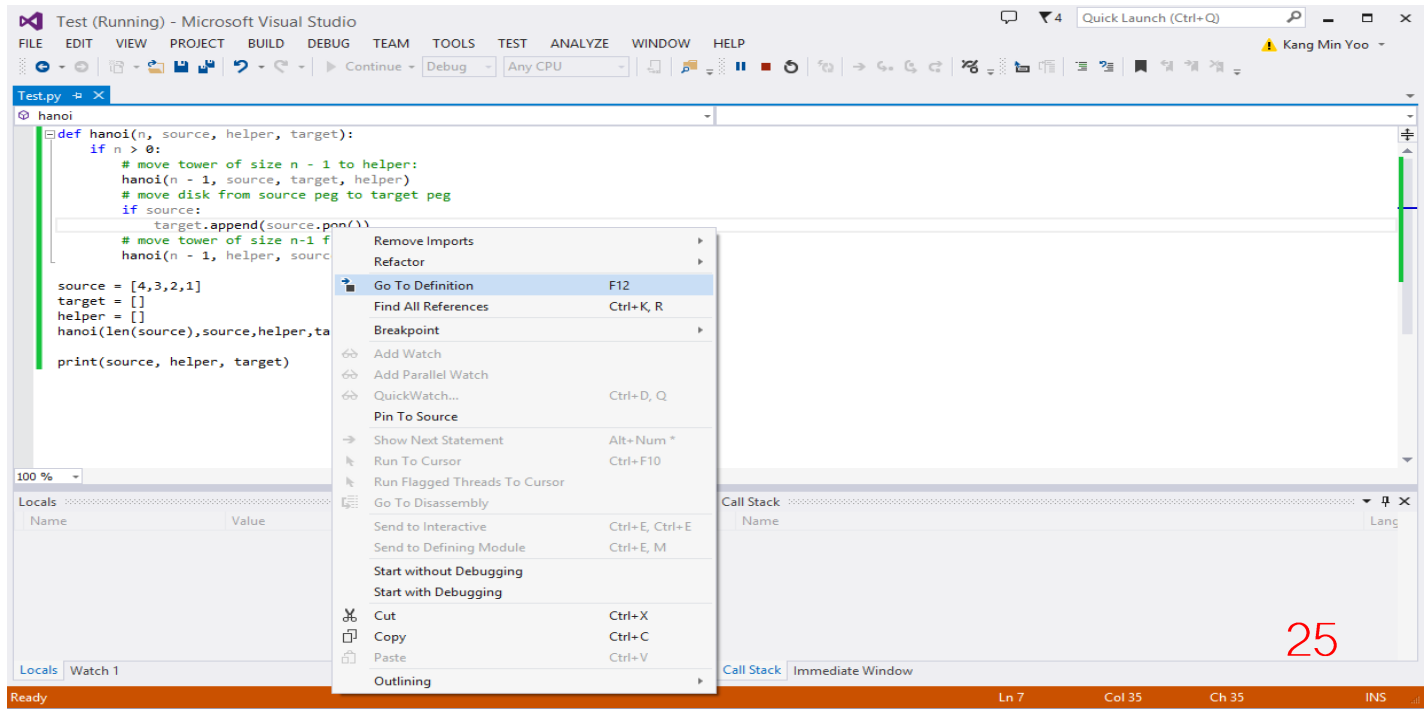 Test (Running) - Microsoft Visual Studio
4 Quick Launch (Ctrl+Q)
FILE EDIT VIEW PROJECT BUILD DEBUG TEAM TOOLS TEST ANALYZE WINDOW HELP
Kang Min Yoo
Continue Debug Any CPU
Test.py
hanoi
def hanoi(n, source, helper, target):
if n > 0:
# move tower of size n - 1 to helper:
hanoi(n - 1, source, target, helper)
# move disk from source peg to target peg
if source:
target.append(source.pop())
# move tower of size n-1 f
hanoi(n - 1, helper, sourc
source = [4,3,2,1]
target = []
helper = []
hanoi(len(source),source,helper,ta
print(source, helper, target)
Remove Imports
Refactor
Go To Definition F12
Find All References Ctrl+K, R
Breakpoint
Add Watch
Add Parallel Watch
QuickWatch... Ctrl+D, Q
Pin To Source
Show Next Statement Alt+Num *
Run To Cursor Ctrl+F10
Run Flagged Threads To Cursor
Go To Disassembly
Send to Interactive Ctrl+E, Ctrl+E
Send to Defining Module Ctrl+E, M
Start without Debugging
Start with Debugging
Cut Ctrl+X
Copy Ctrl+C
Paste Ctrl+V
Outlining
100 %
Locals
Name Value
Call Stack
Name Lang
25
Locals Watch 1
Call Stack Immediate Window
Ready Ln 7 Col 35 Ch 35 INS